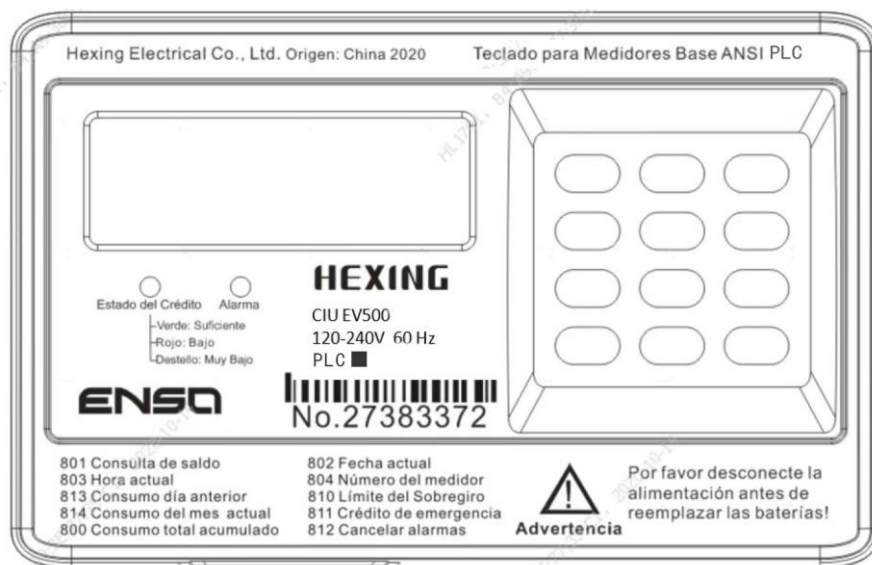 Hexing Electrical Co., Ltd. Origen: China 2020
Teclado para Medidores Base ANSI PLC
HEXING
Estado del Crédito
Alarma
Verde: Suficiente
Rojo: Bajo
Destello: Muy Bajo
CIU EV500
120-240V 60 Hz
PLC
ENSA
No.27383372
801 Consulta de saldo
803 Hora actual
813 Consumo día anterior
814 Consumo del mes actual
800 Consumo total acumulado
802 Fecha actual
804 Número del medidor
810 Límite del Sobregiro
811 Crédito de emergencia
812 Cancelar alarmas
Advertencia
Por favor desconecte la
alimentación antes de
reemplazar las baterías!